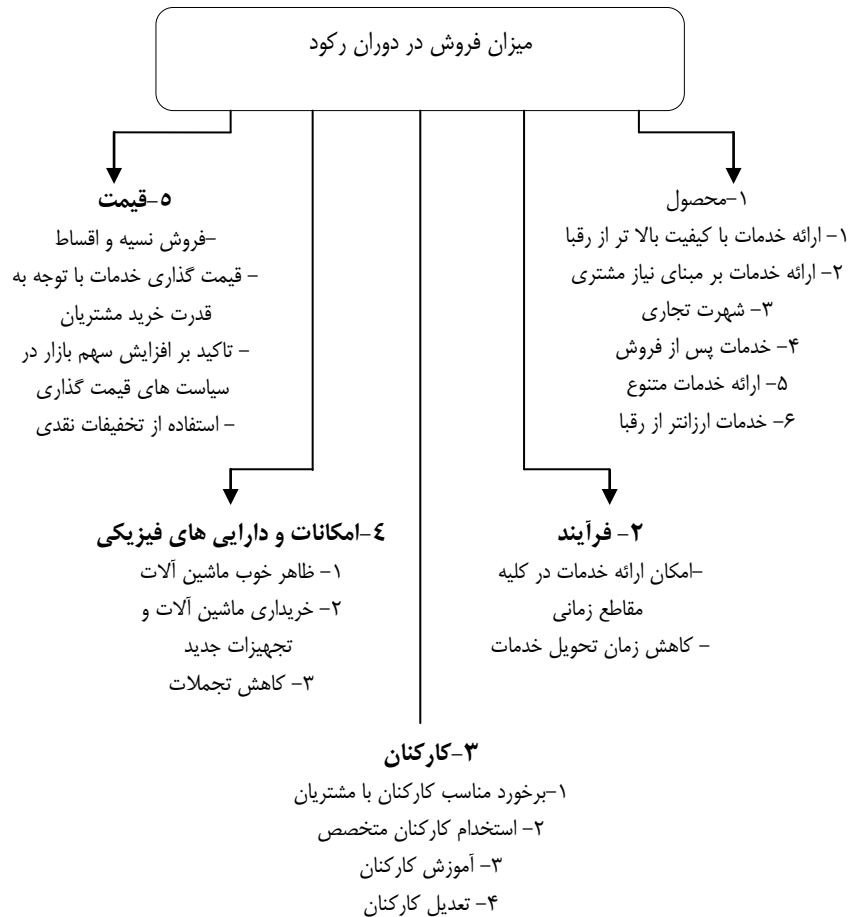 میزان فروش در دوران رکود
۱-محصول
۱- ارائه خدمات با کیفیت بالا تر از رقبا
۲- ارائه خدمات بر مبنای نیاز مشتری
۳- شهرت تجاری
۴- خدمات پس از فروش
۵- ارائه خدمات متنوع
۶- خدمات ارزانتر از رقبا
۲- فرآیند
-امکان ارائه خدمات در کلیه
مقاطع زمانی
- کاهش زمان تحویل خدمات
۳-کارکنان
۱-برخورد مناسب کارکنان با مشتریان
۲- استخدام کارکنان متخصص
۳- آموزش کارکنان
۴- تعدیل کارکنان
٤-امکانات و دارایی های فیزیکی
۱- ظاهر خوب ماشین آلات
۲- خریداری ماشین آلات و
تجهیزات جدید
۳- کاهش تجملات
٥-قیمت
-فروش نسیه و اقساط
- قیمت گذاری خدمات با توجه به
قدرت خرید مشتریان
- تاکید بر افزایش سهم بازار در
سیاست های قیمت گذاری
- استفاده از تخفیفات نقدی